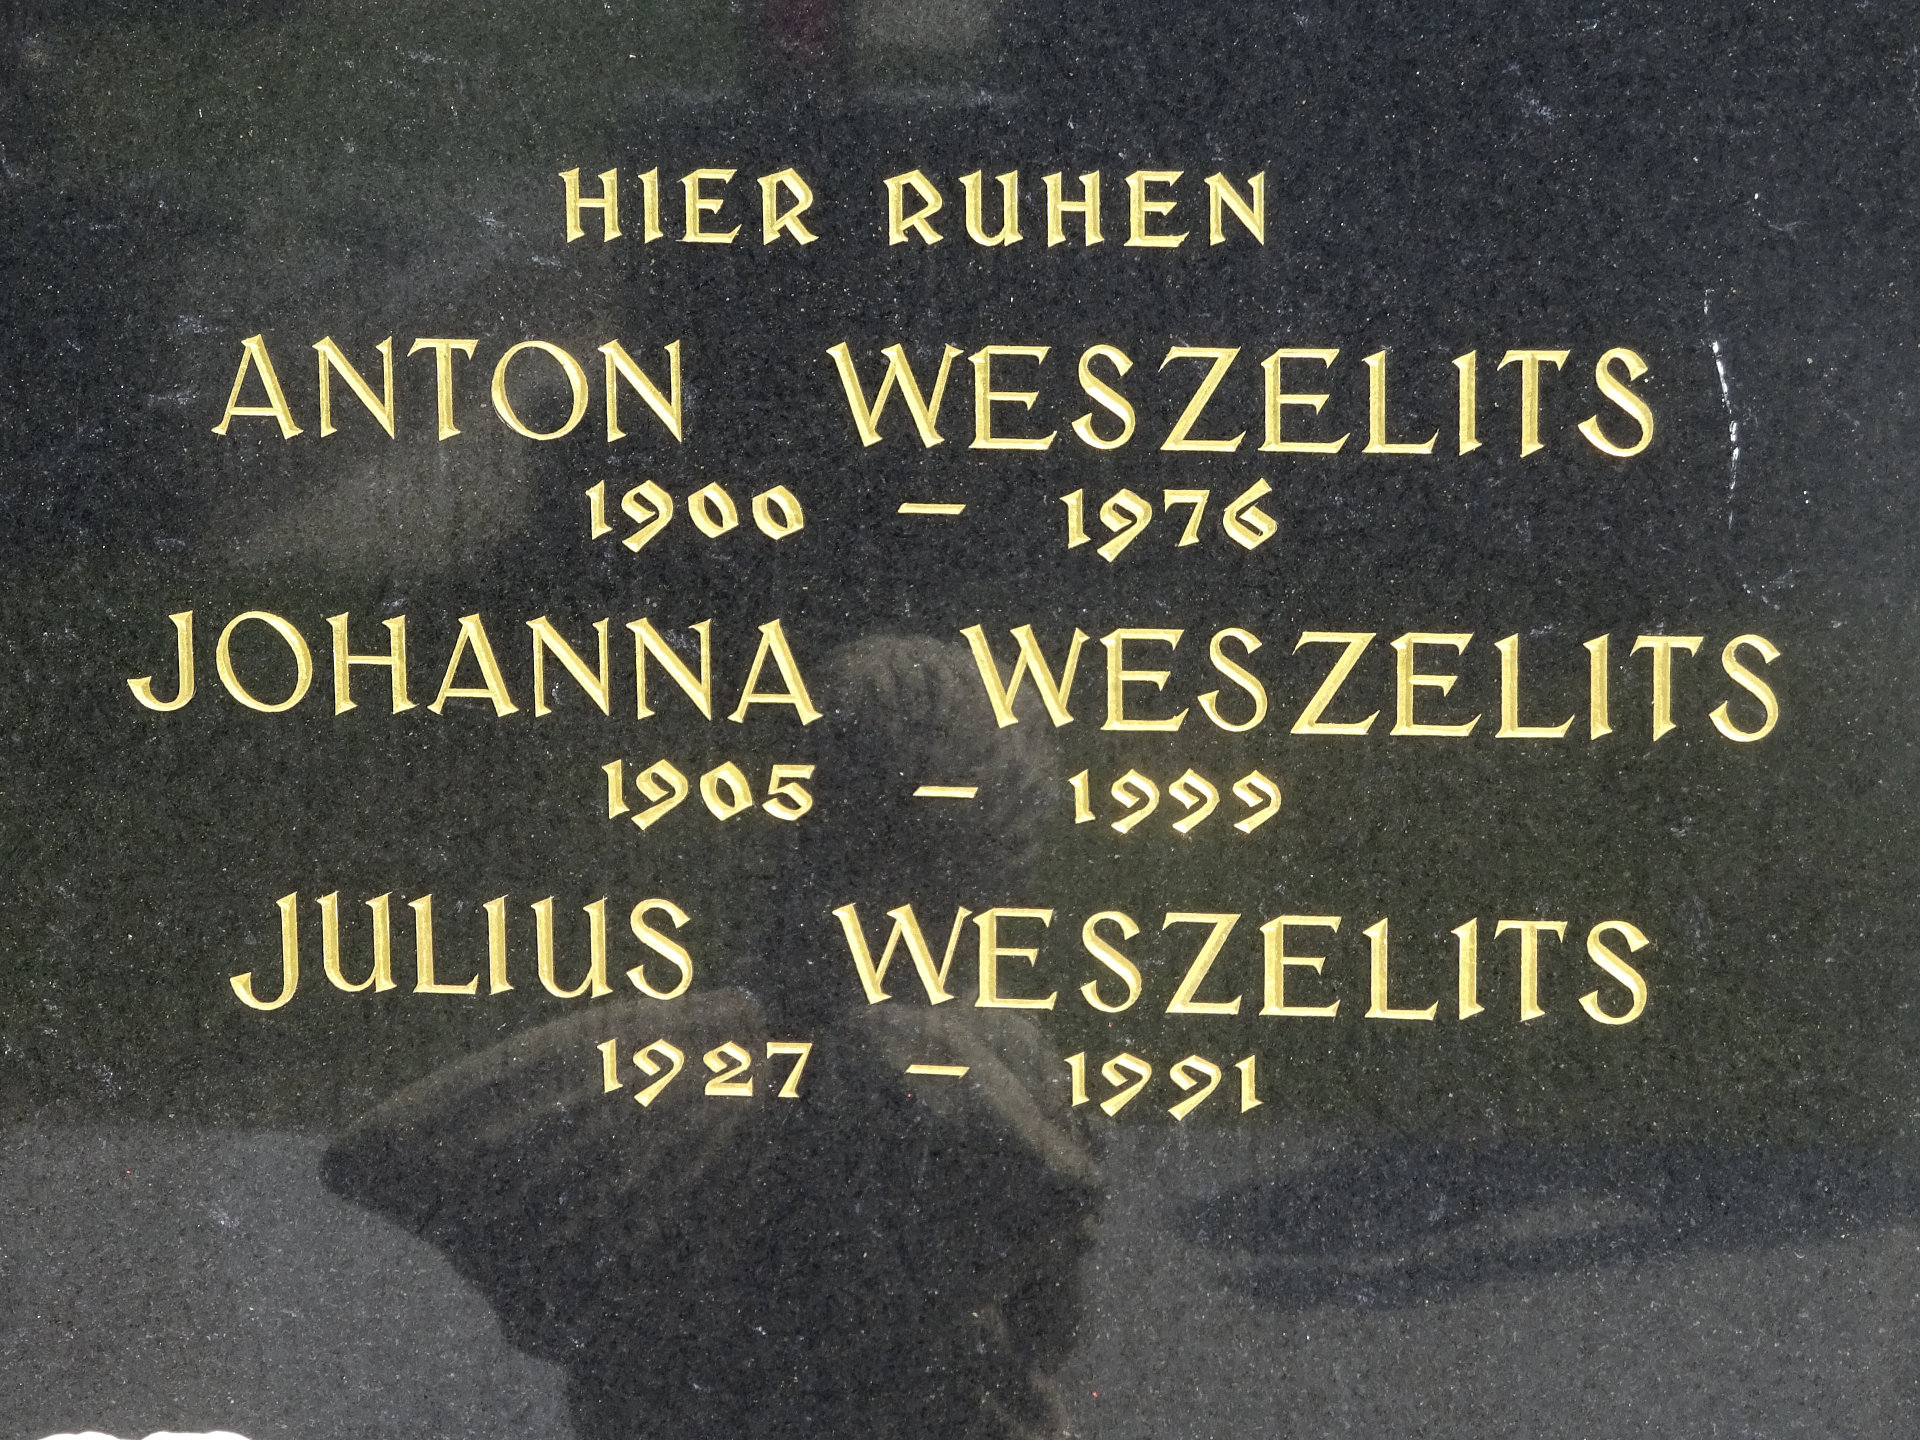 HIER RUHEN
ANTON WESZELITS
1900 – 1976
JOHANNA WESZELITS
1905 – 1999
JULIUS WESZELITS
1927 – 1991